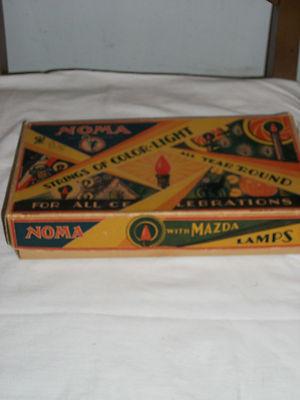 NOMA
STRINGS OF COLOR-LIGHT
ALL YEAR 'ROUND
FOR ALL CELEBRATIONS
NOMA WITH MAZDA LAMPS